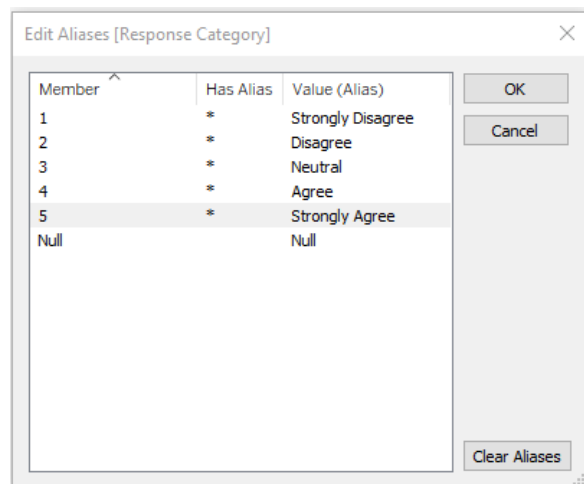 Edit Aliases [Response Category]
Member Has Alias Value (Alias)
1 * Strongly Disagree
2 * Disagree
3 * Neutral
4 * Agree
5 * Strongly Agree
Null Null
OK
Cancel
Clear Aliases